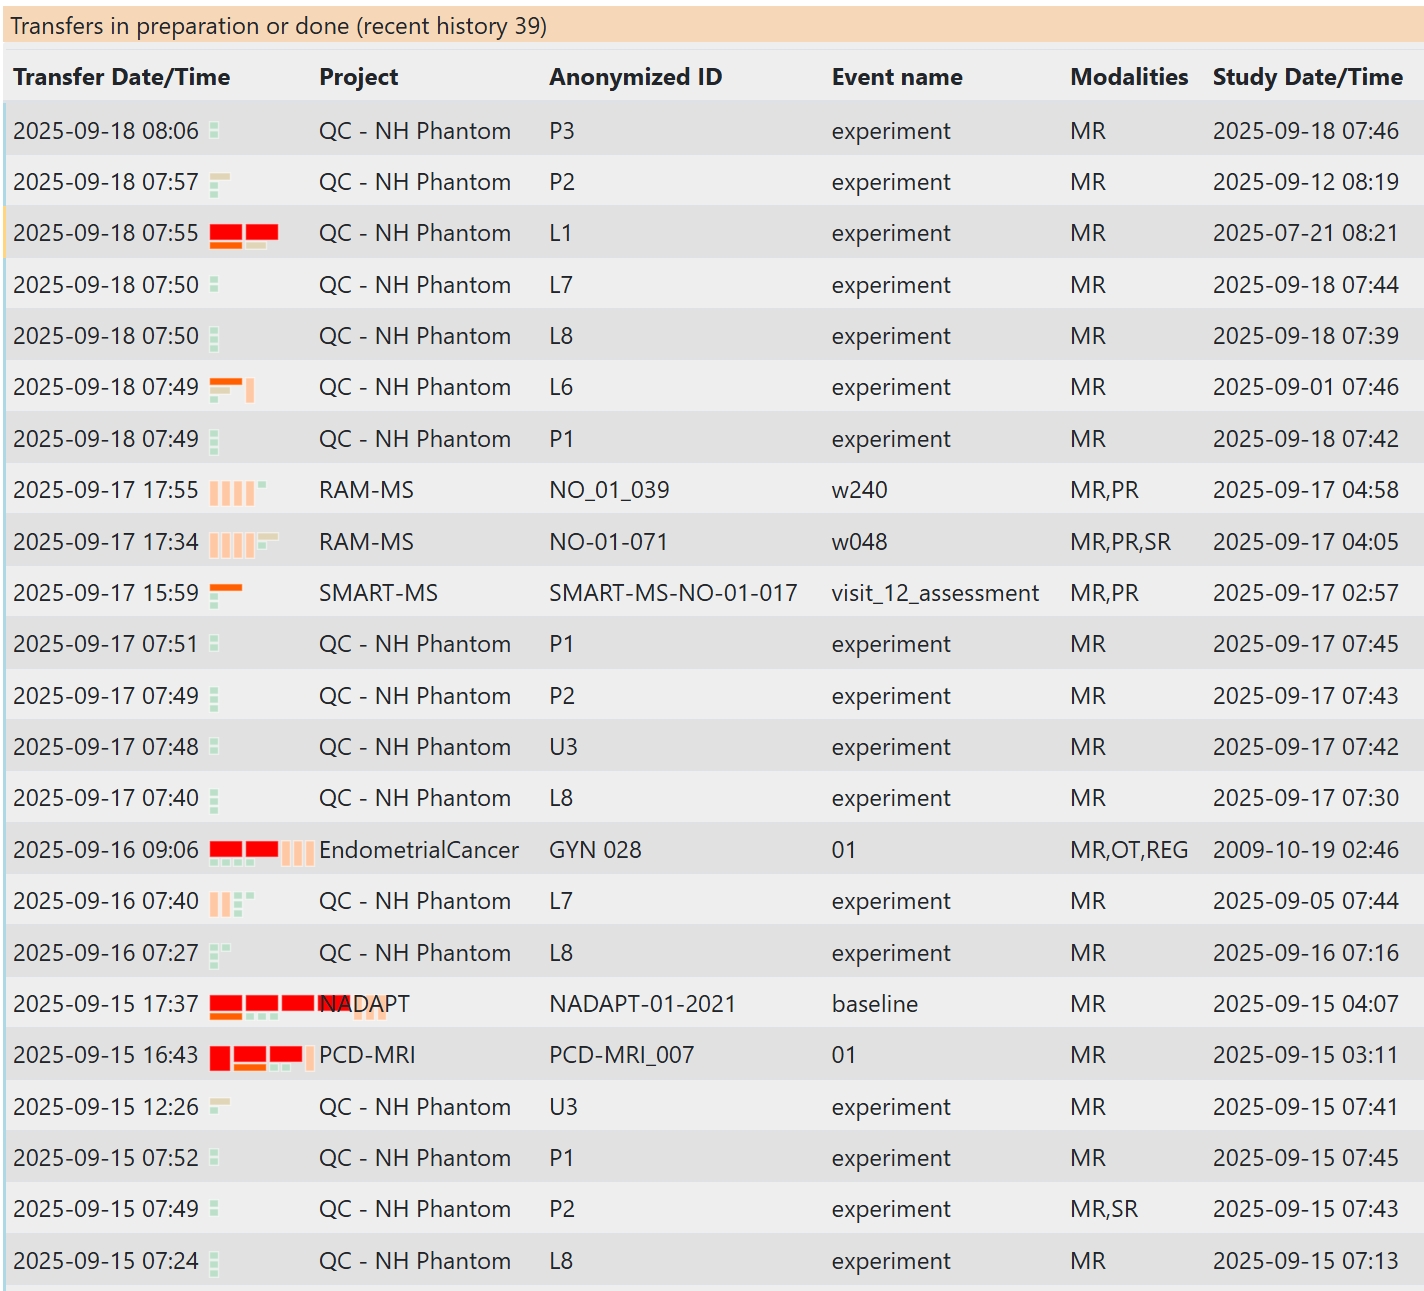 Transfers in preparation or done (recent history 39)
Transfer Date/Time Project Anonymized ID Event name Modalities Study Date/Time
2025-09-18 08:06 QC - NH Phantom P3 experiment MR 2025-09-18 07:46
2025-09-18 07:57 QC - NH Phantom P2 experiment MR 2025-09-12 08:19
2025-09-18 07:55 QC - NH Phantom L1 experiment MR 2025-07-21 08:21
2025-09-18 07:50 QC - NH Phantom L7 experiment MR 2025-09-18 07:44
2025-09-18 07:50 QC - NH Phantom L8 experiment MR 2025-09-18 07:39
2025-09-18 07:49 QC - NH Phantom L6 experiment MR 2025-09-01 07:46
2025-09-18 07:49 QC - NH Phantom P1 experiment MR 2025-09-18 07:42
2025-09-17 17:55 RAM-MS NO_01_039 w240 MR,PR 2025-09-17 04:58
2025-09-17 17:34 RAM-MS NO-01-071 w048 MR,PR,SR 2025-09-17 04:05
2025-09-17 15:59 SMART-MS SMART-MS-NO-01-017 visit_12_assessment MR,PR 2025-09-17 02:57
2025-09-17 07:51 QC - NH Phantom P1 experiment MR 2025-09-17 07:45
2025-09-17 07:49 QC - NH Phantom P2 experiment MR 2025-09-17 07:43
2025-09-17 07:48 QC - NH Phantom U3 experiment MR 2025-09-17 07:42
2025-09-17 07:40 QC - NH Phantom L8 experiment MR 2025-09-17 07:30
2025-09-16 09:06 EndometrialCancer GYN 028 01 MR,OT,REG 2009-10-19 02:46
2025-09-16 07:40 QC - NH Phantom L7 experiment MR 2025-09-05 07:44
2025-09-16 07:27 QC - NH Phantom L8 experiment MR 2025-09-16 07:16
2025-09-15 17:37 NADAPT NADAPT-01-2021 baseline MR 2025-09-15 04:07
2025-09-15 16:43 PCD-MRI PCD-MRI_007 01 MR 2025-09-15 03:11
2025-09-15 12:26 QC - NH Phantom U3 experiment MR 2025-09-15 07:41
2025-09-15 07:52 QC - NH Phantom P1 experiment MR 2025-09-15 07:45
2025-09-15 07:49 QC - NH Phantom P2 experiment MR,SR 2025-09-15 07:43
2025-09-15 07:24 QC - NH Phantom L8 experiment MR 2025-09-15 07:13